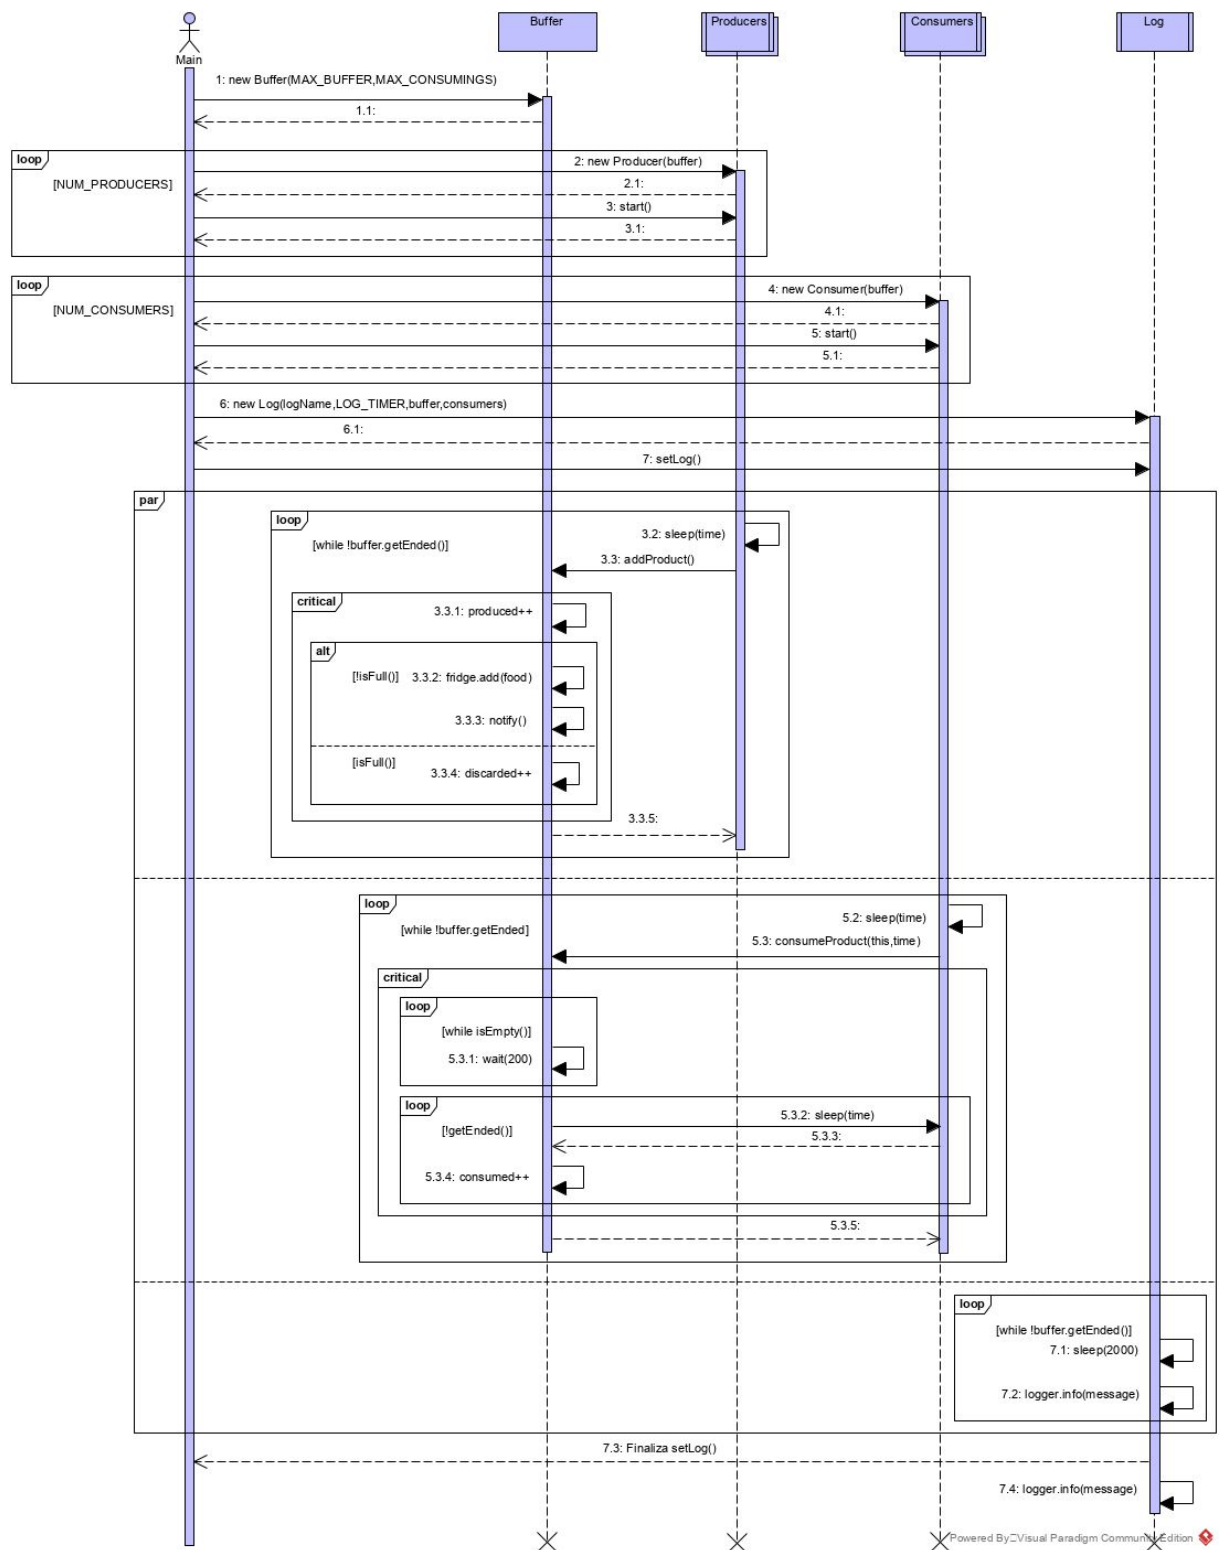 Buffer
Producers
Consumers
Log
Main
1: new Buffer(MAX_BUFFER,MAX_CONSUMINGS)
1.1:
loop
2: new Producer(buffer)
[NUM_PRODUCERS]
2.1:
3: start()
3.1:
loop
4: new Consumer(buffer)
[NUM_CONSUMERS]
4.1:
5: start()
5.1:
6: new Log(logName,LOG_TIMER,buffer,consumers)
6.1:
7: setLog()
par
loop
3.2: sleep(time)
[while !buffer.getEnded()]
3.3: addProduct()
critical
3.3.1: produced++
alt
[!isFull()]
3.3.2: fridge.add(food)
3.3.3: notify()
[isFull()]
3.3.4: discarded++
3.3.5:
loop
5.2: sleep(time)
[while !buffer.getEnded]
5.3: consumeProduct(this,time)
critical
loop
[while isEmpty()]
5.3.1: wait(200)
loop
5.3.2: sleep(time)
[!getEnded()]
5.3.3:
5.3.4: consumed++
5.3.5:
loop
[while !buffer.getEnded()]
7.1: sleep(2000)
7.2: logger.info(message)
7.3: Finaliza setLog()
7.4: logger.info(message)
Powered By Visual Paradigm Community Edition